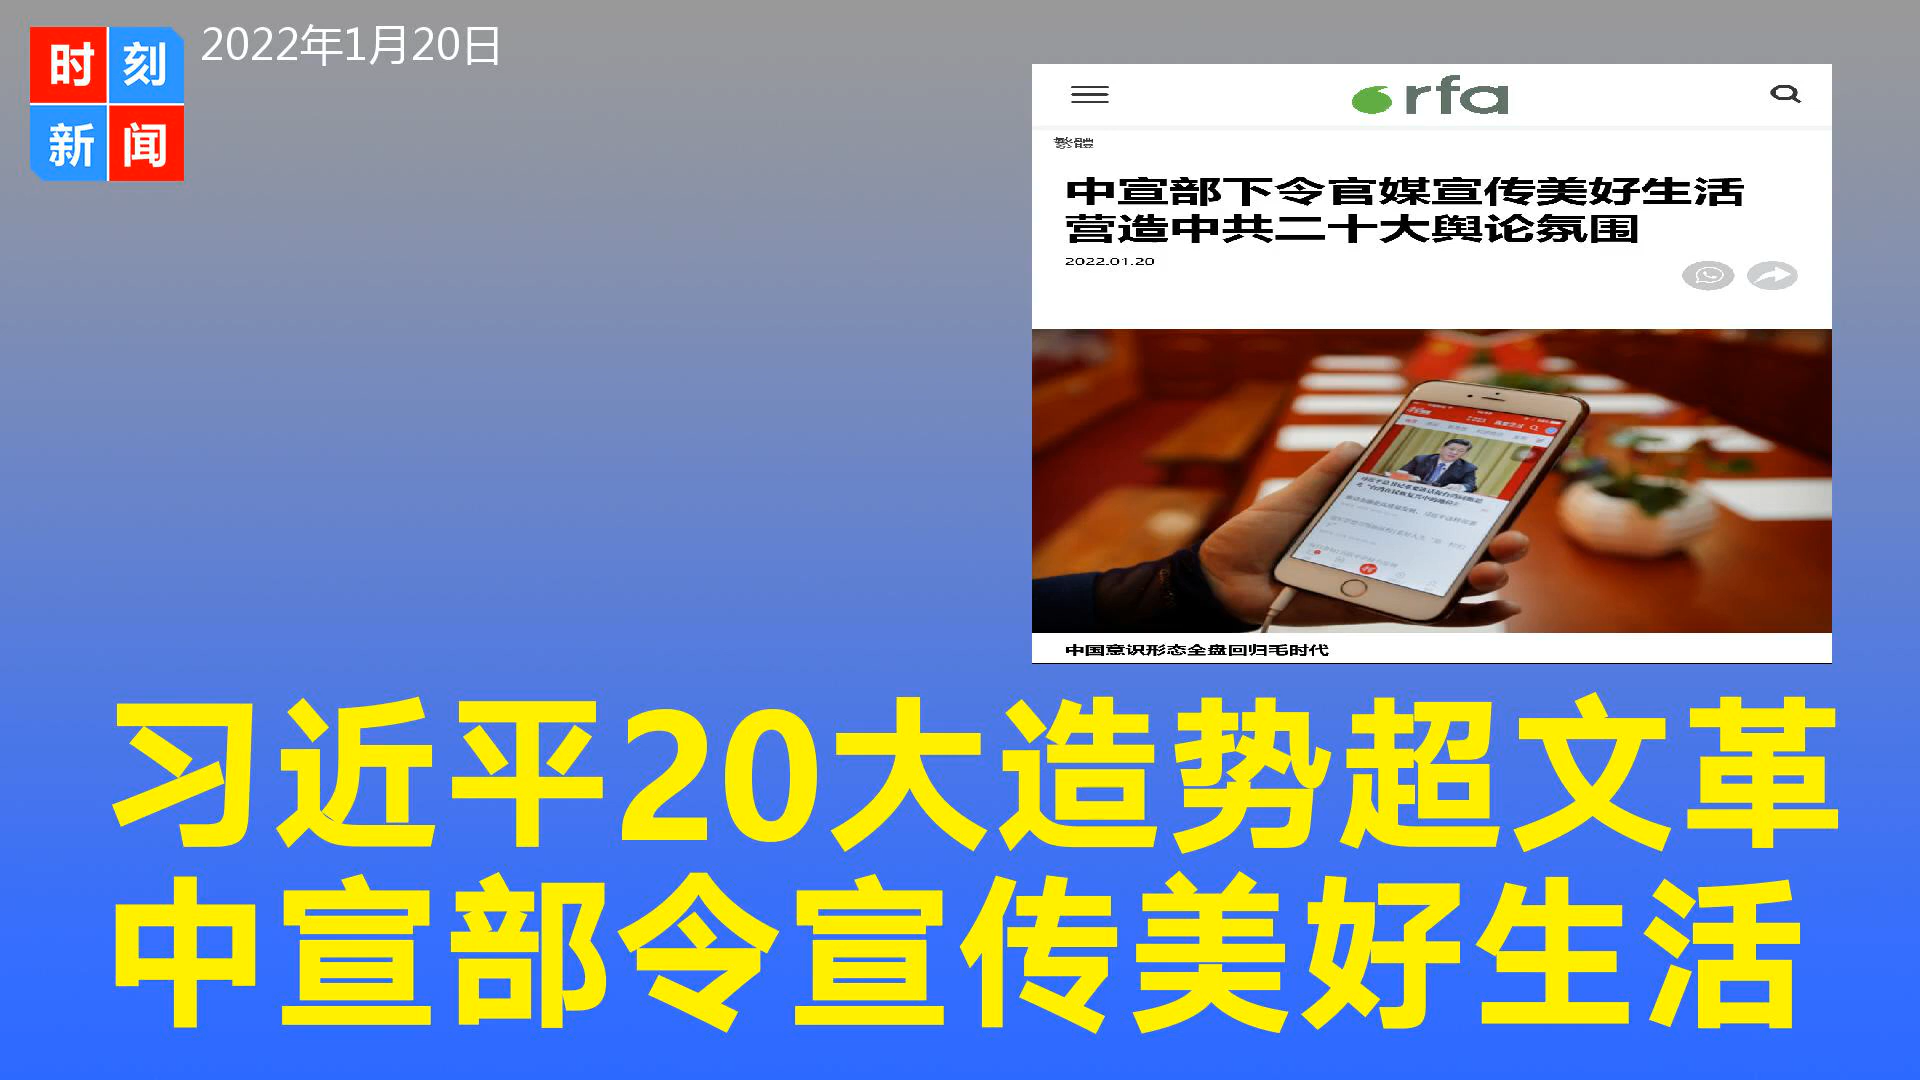 时刻
新闻
2022年1月20日
rfa
繁體
中宣部下令官媒宣传美好生活
营造中共二十大舆论氛围
2022.01.20
中国意识形态全盘回归毛时代
习近平20大造势超文革
中宣部令宣传美好生活